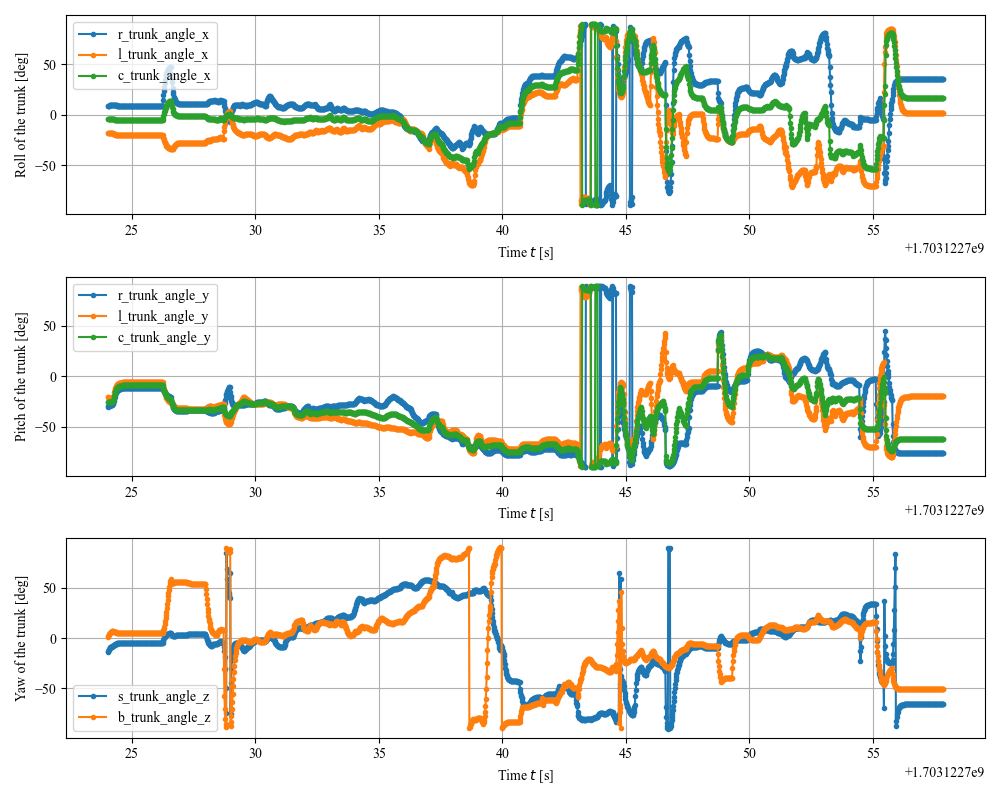 Roll of the trunk [deg]
50
0
−50
r_trunk_angle_x
l_trunk_angle_x
c_trunk_angle_x
25 30 35 40 45 50 55
Time t [s]
+1.7031227e9
Pitch of the trunk [deg]
50
0
−50
r_trunk_angle_y
l_trunk_angle_y
c_trunk_angle_y
25 30 35 40 45 50 55
Time t [s]
+1.7031227e9
Yaw of the trunk [deg]
50
0
−50
s_trunk_angle_z
b_trunk_angle_z
25 30 35 40 45 50 55
Time t [s]
+1.7031227e9